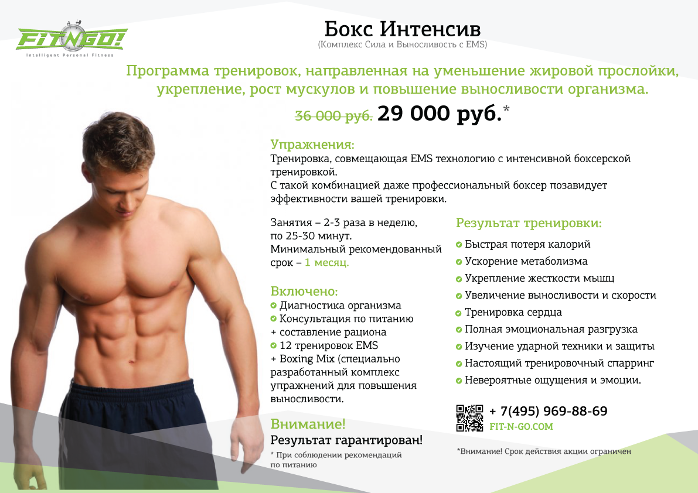 FIT-N-GO!
Intelligent Personal Fitness
Бокс Интенсив
(Комплекс Сила и Выносливость с EMS)
Программа тренировок, направленная на уменьшение жировой прослойки,
укрепление, рост мускулов и повышение выносливости организма.
36 000 руб. 29 000 руб.*
Упражнения:
Тренировка, совмещающая EMS технологию с интенсивной боксерской
тренировкой.
С такой комбинацией даже профессиональный боксер позавидует
эффективности вашей тренировки.
Занятия – 2-3 раза в неделю,
по 25-30 минут.
Минимальный рекомендованный
срок – 1 месяц.
Включено:
Диагностика организма
Консультация по питанию
+ составление рациона
12 тренировок EMS
+ Boxing Mix (специально
разработанный комплекс
упражнений для повышения
выносливости.
Внимание!
Результат гарантирован!
* При соблюдении рекомендаций
по питанию
Результат тренировки:
Быстрая потеря калорий
Ускорение метаболизма
Укрепление жесткости мышц
Увеличение выносливости и скорости
Тренировка сердца
Полная эмоциональная разгрузка
Изучение ударной техники и защиты
Настоящий тренировочный спарринг
Невероятные ощущения и эмоции.
+ 7(495) 969-88-69
FIT-N-GO.COM
*Внимание! Срок действия акции ограничен